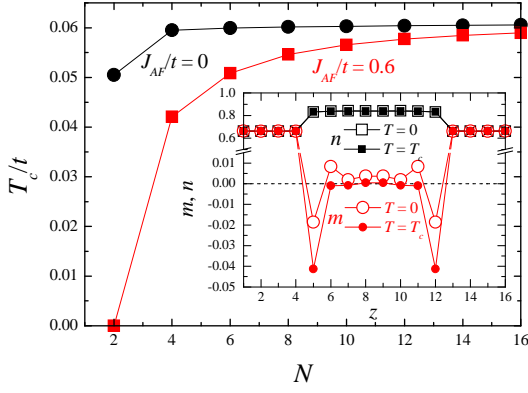 T_c/t
0.06
0.05
0.04
0.03
0.02
0.01
0.00
2 4 6 8 10 12 14 16
N
J_AF/t = 0
J_AF/t = 0.6
m, n
1.0
0.8
0.6
0.01
0.00
-0.01
-0.02
-0.03
-0.04
-0.05
n
T = 0
T = T_c
m
T = 0
T = T_c
2 4 6 8 10 12 14 16
z